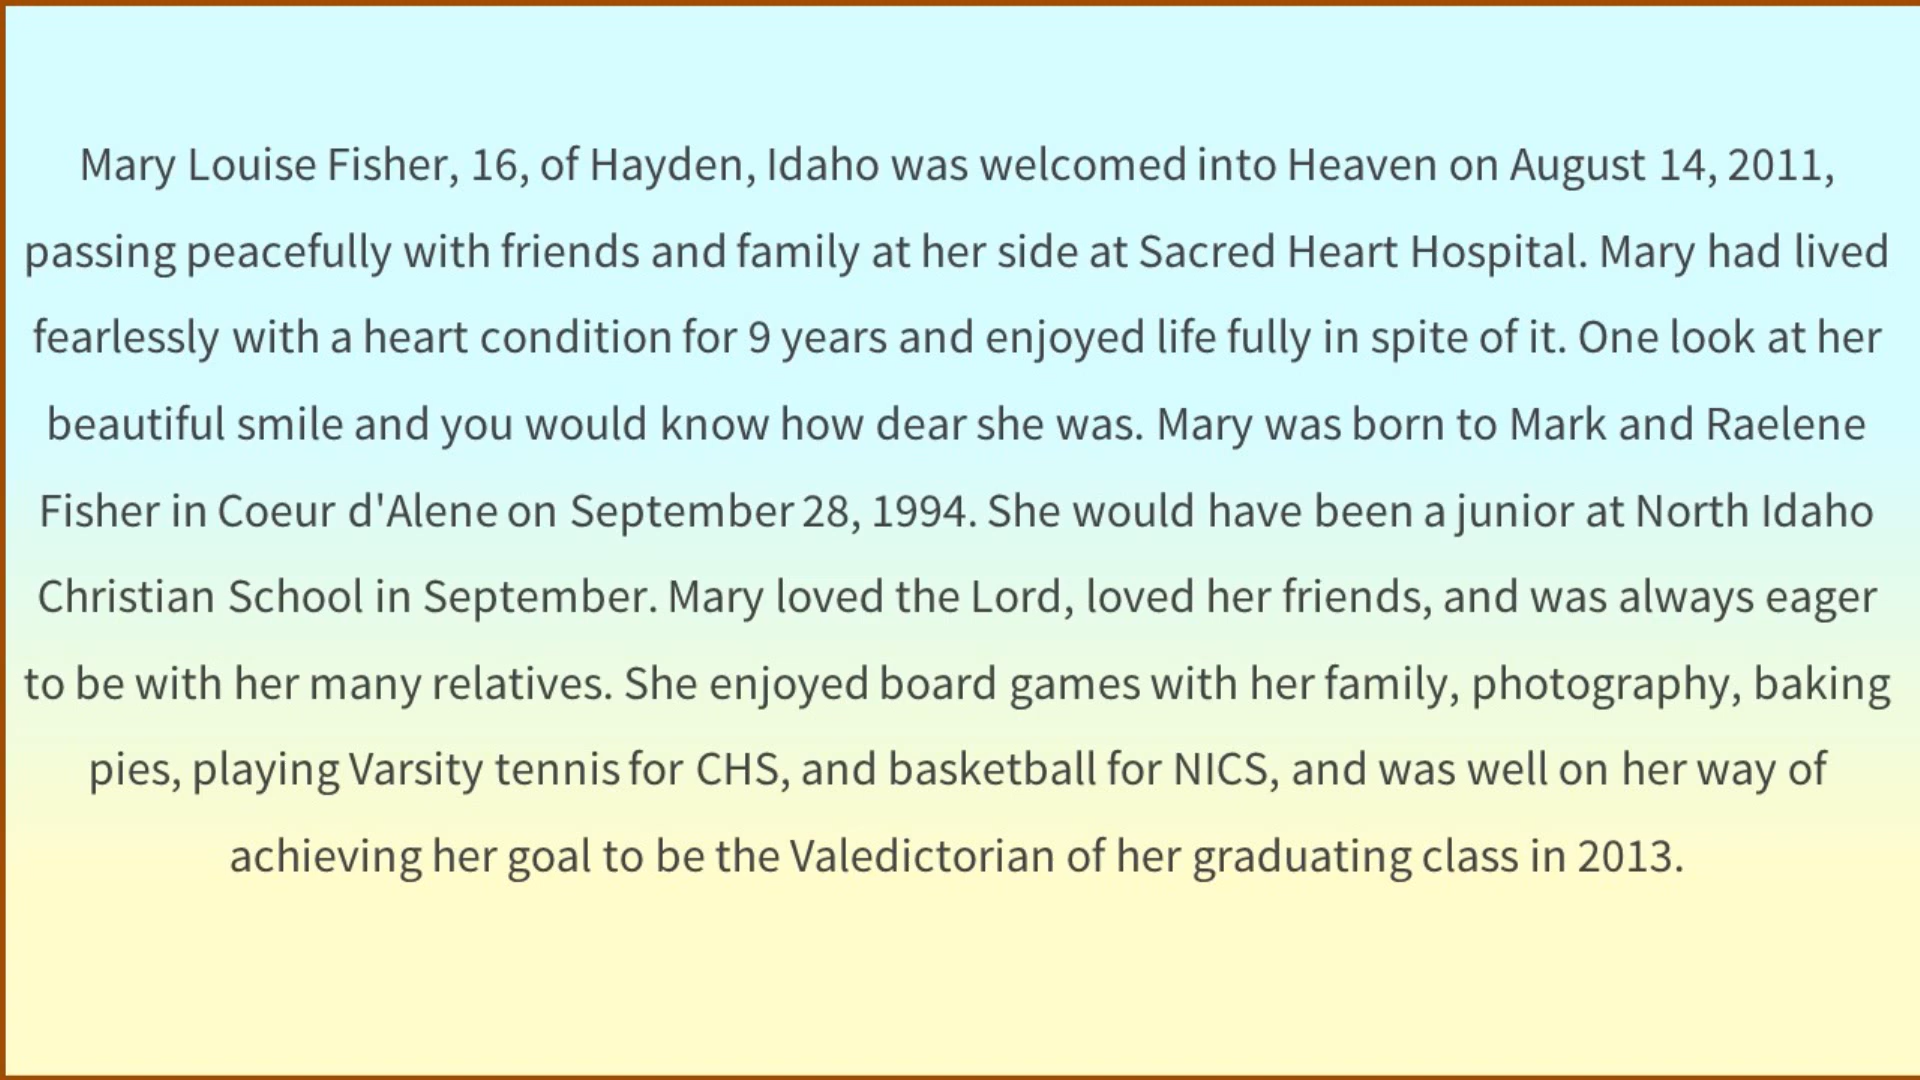 Mary Louise Fisher, 16, of Hayden, Idaho was welcomed into Heaven on August 14, 2011,
passing peacefully with friends and family at her side at Sacred Heart Hospital. Mary had lived
fearlessly with a heart condition for 9 years and enjoyed life fully in spite of it. One look at her
beautiful smile and you would know how dear she was. Mary was born to Mark and Raelene
Fisher in Coeur d'Alene on September 28, 1994. She would have been a junior at North Idaho
Christian School in September. Mary loved the Lord, loved her friends, and was always eager
to be with her many relatives. She enjoyed board games with her family, photography, baking
pies, playing Varsity tennis for CHS, and basketball for NICS, and was well on her way of
achieving her goal to be the Valedictorian of her graduating class in 2013.